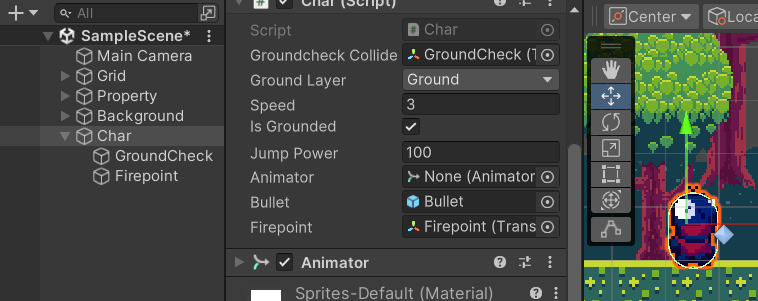 All
SampleScene*
Main Camera
Grid
Property
Background
Char
GroundCheck
Firepoint
Char (Script)
Script Char
Groundcheck Collide GroundCheck (T
Ground Layer Ground
Speed 3
Is Grounded
Jump Power 100
Animator None (Animator
Bullet Bullet
Firepoint Firepoint (Trans
Animator
Sprites-Default (Material)
Center
Loca